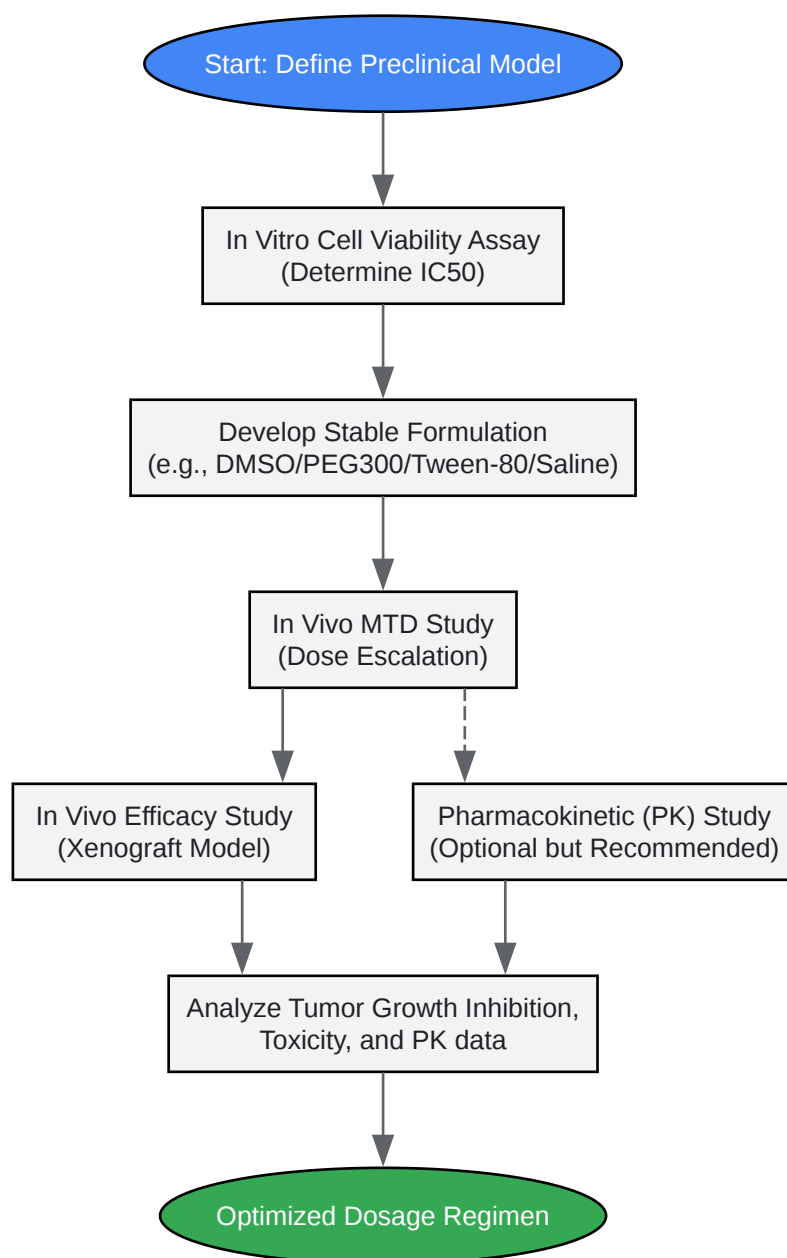 Start: Define Preclinical Model
In Vitro Cell Viability Assay
(Determine IC50)
Develop Stable Formulation
(e.g., DMSO/PEG300/Tween-80/Saline)
In Vivo MTD Study
(Dose Escalation)
In Vivo Efficacy Study
(Xenograft Model)
Pharmacokinetic (PK) Study
(Optional but Recommended)
Analyze Tumor Growth Inhibition,
Toxicity, and PK data
Optimized Dosage Regimen